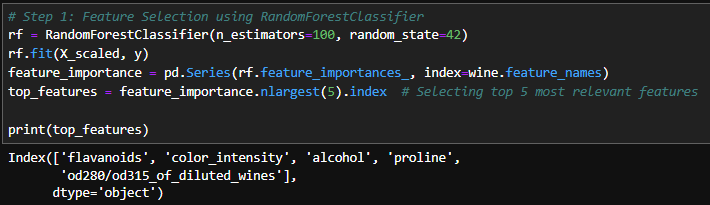 # Step 1: Feature Selection using RandomForestClassifier
rf = RandomForestClassifier(n_estimators=100, random_state=42)
rf.fit(X_scaled, y)
feature_importance = pd.Series(rf.feature_importances_, index=wine.feature_names)
top_features = feature_importance.nlargest(5).index  # Selecting top 5 most relevant features

print(top_features)
Index(['flavanoids', 'color_intensity', 'alcohol', 'proline',
       'od280/od315_of_diluted_wines'],
      dtype='object')